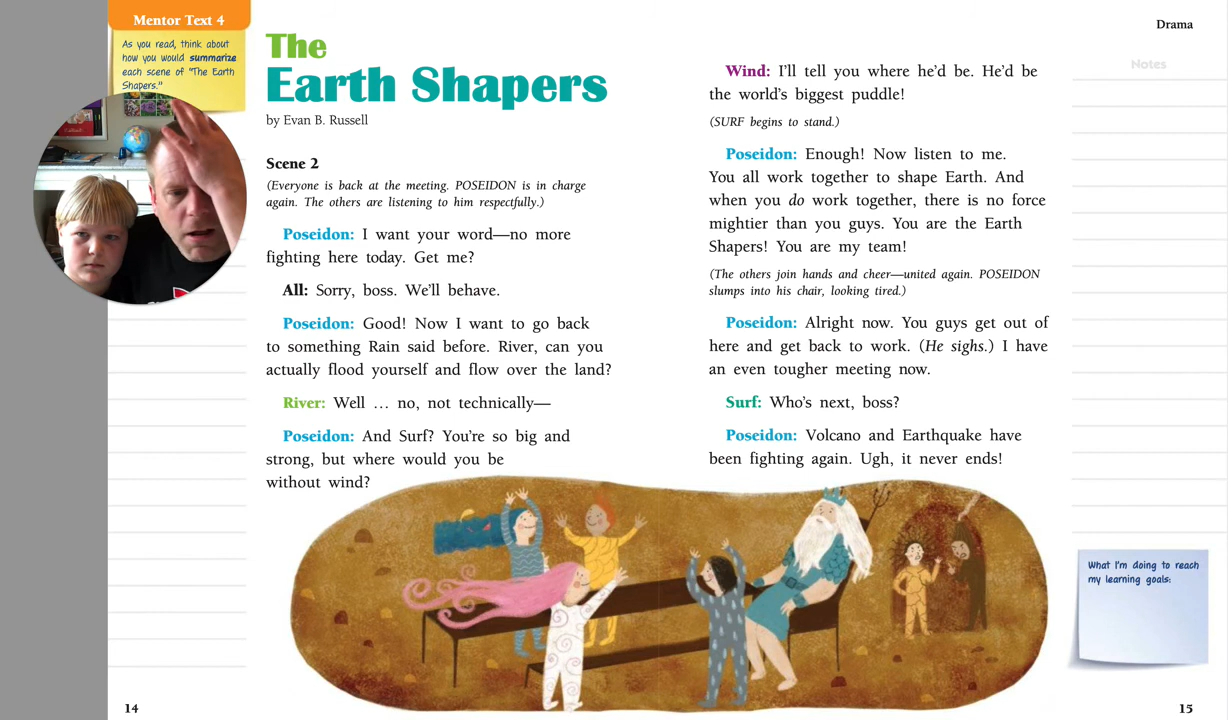 Mentor Text 4
As you read, think about
how you would summarize
each scene of "The Earth
Shapers."
The
Earth Shapers
by Evan B. Russell
Scene 2
(Everyone is back at the meeting. POSEIDON is in charge
again. The others are listening to him respectfully.)
Poseidon: I want your word—no more
fighting here today. Get me?
All: Sorry, boss. We'll behave.
Poseidon: Good! Now I want to go back
to something Rain said before. River, can you
actually flood yourself and flow over the land?
River: Well … no, not technically—
Poseidon: And Surf? You're so big and
strong, but where would you be
without wind?
14
Drama
Wind: I'll tell you where he'd be. He'd be
the world's biggest puddle!
(SURF begins to stand.)
Poseidon: Enough! Now listen to me.
You all work together to shape Earth. And
when you do work together, there is no force
mightier than you guys. You are the Earth
Shapers! You are my team!
(The others join hands and cheer—united again. POSEIDON
slumps into his chair, looking tired.)
Poseidon: Alright now. You guys get out of
here and get back to work. (He sighs.) I have
an even tougher meeting now.
Surf: Who's next, boss?
Poseidon: Volcano and Earthquake have
been fighting again. Ugh, it never ends!
Notes
What I'm doing to reach
my learning goals:
15